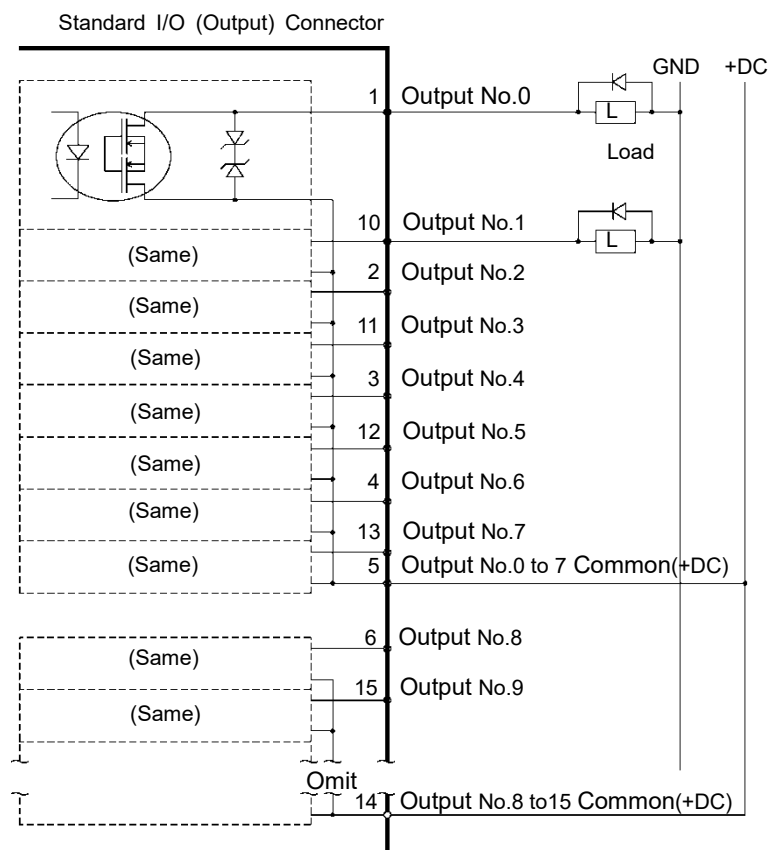 Standard I/O (Output) Connector
GND +DC
1 Output No.0
L
Load
10 Output No.1
L
(Same)
2 Output No.2
(Same)
11 Output No.3
(Same)
3 Output No.4
(Same)
12 Output No.5
(Same)
4 Output No.6
(Same)
13 Output No.7
(Same)
5 Output No.0 to 7 Common(+DC)
6 Output No.8
(Same)
15 Output No.9
(Same)
Omit
14 Output No.8 to15 Common(+DC)